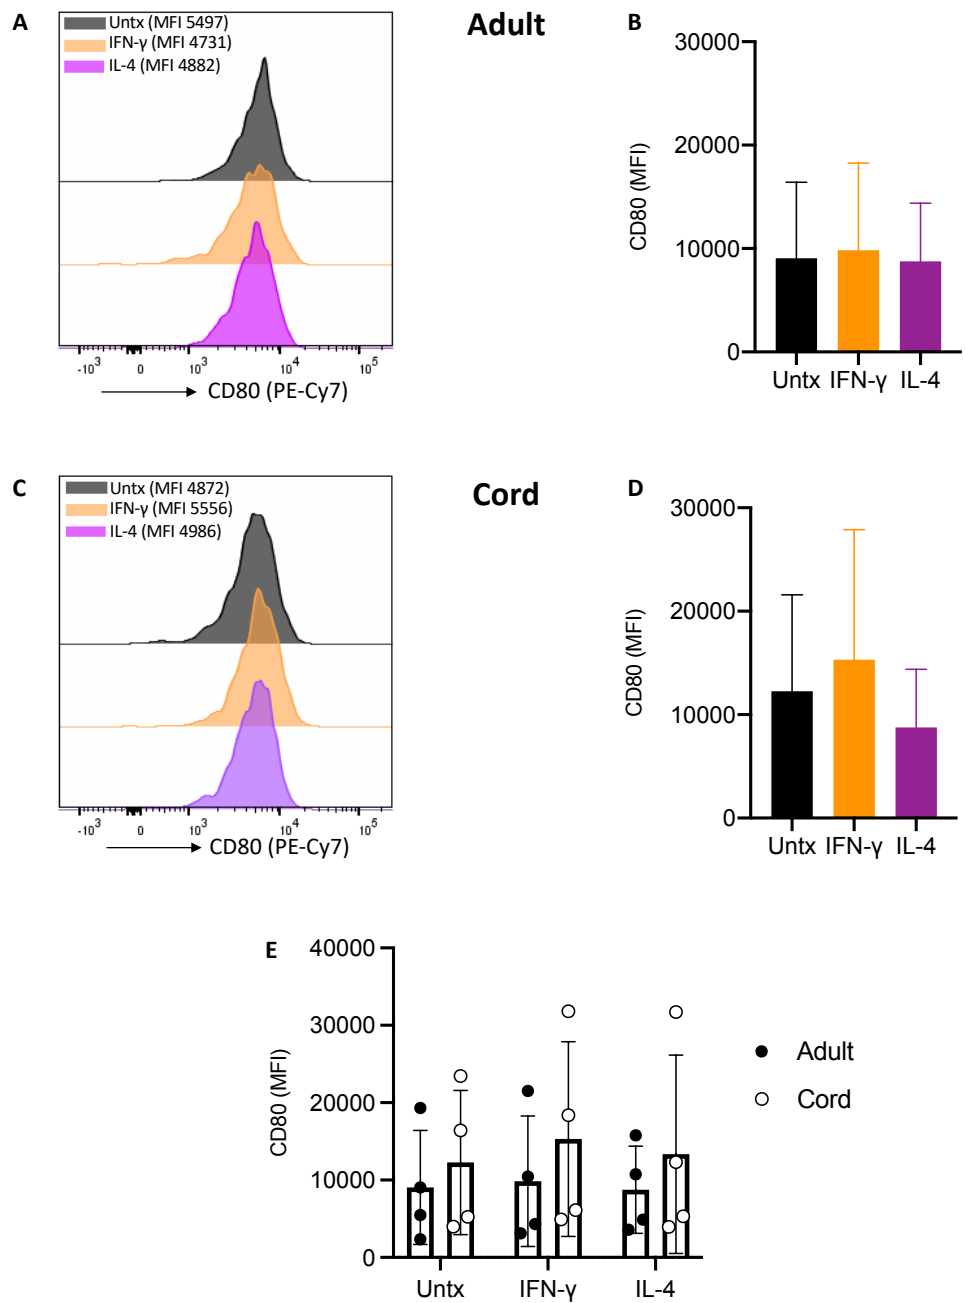 A
Untx (MFI 5497)
IFN-γ (MFI 4731)
IL-4 (MFI 4882)
-10³ 0 10³ 10⁴ 10⁵
CD80 (PE-Cy7)
Adult
B
30000
20000
10000
0
CD80 (MFI)
Untx IFN-γ IL-4
C
Untx (MFI 4872)
IFN-γ (MFI 5556)
IL-4 (MFI 4986)
-10³ 0 10³ 10⁴ 10⁵
CD80 (PE-Cy7)
Cord
D
30000
20000
10000
0
CD80 (MFI)
Untx IFN-γ IL-4
E
40000
30000
20000
10000
0
CD80 (MFI)
Untx IFN-γ IL-4
Adult
Cord